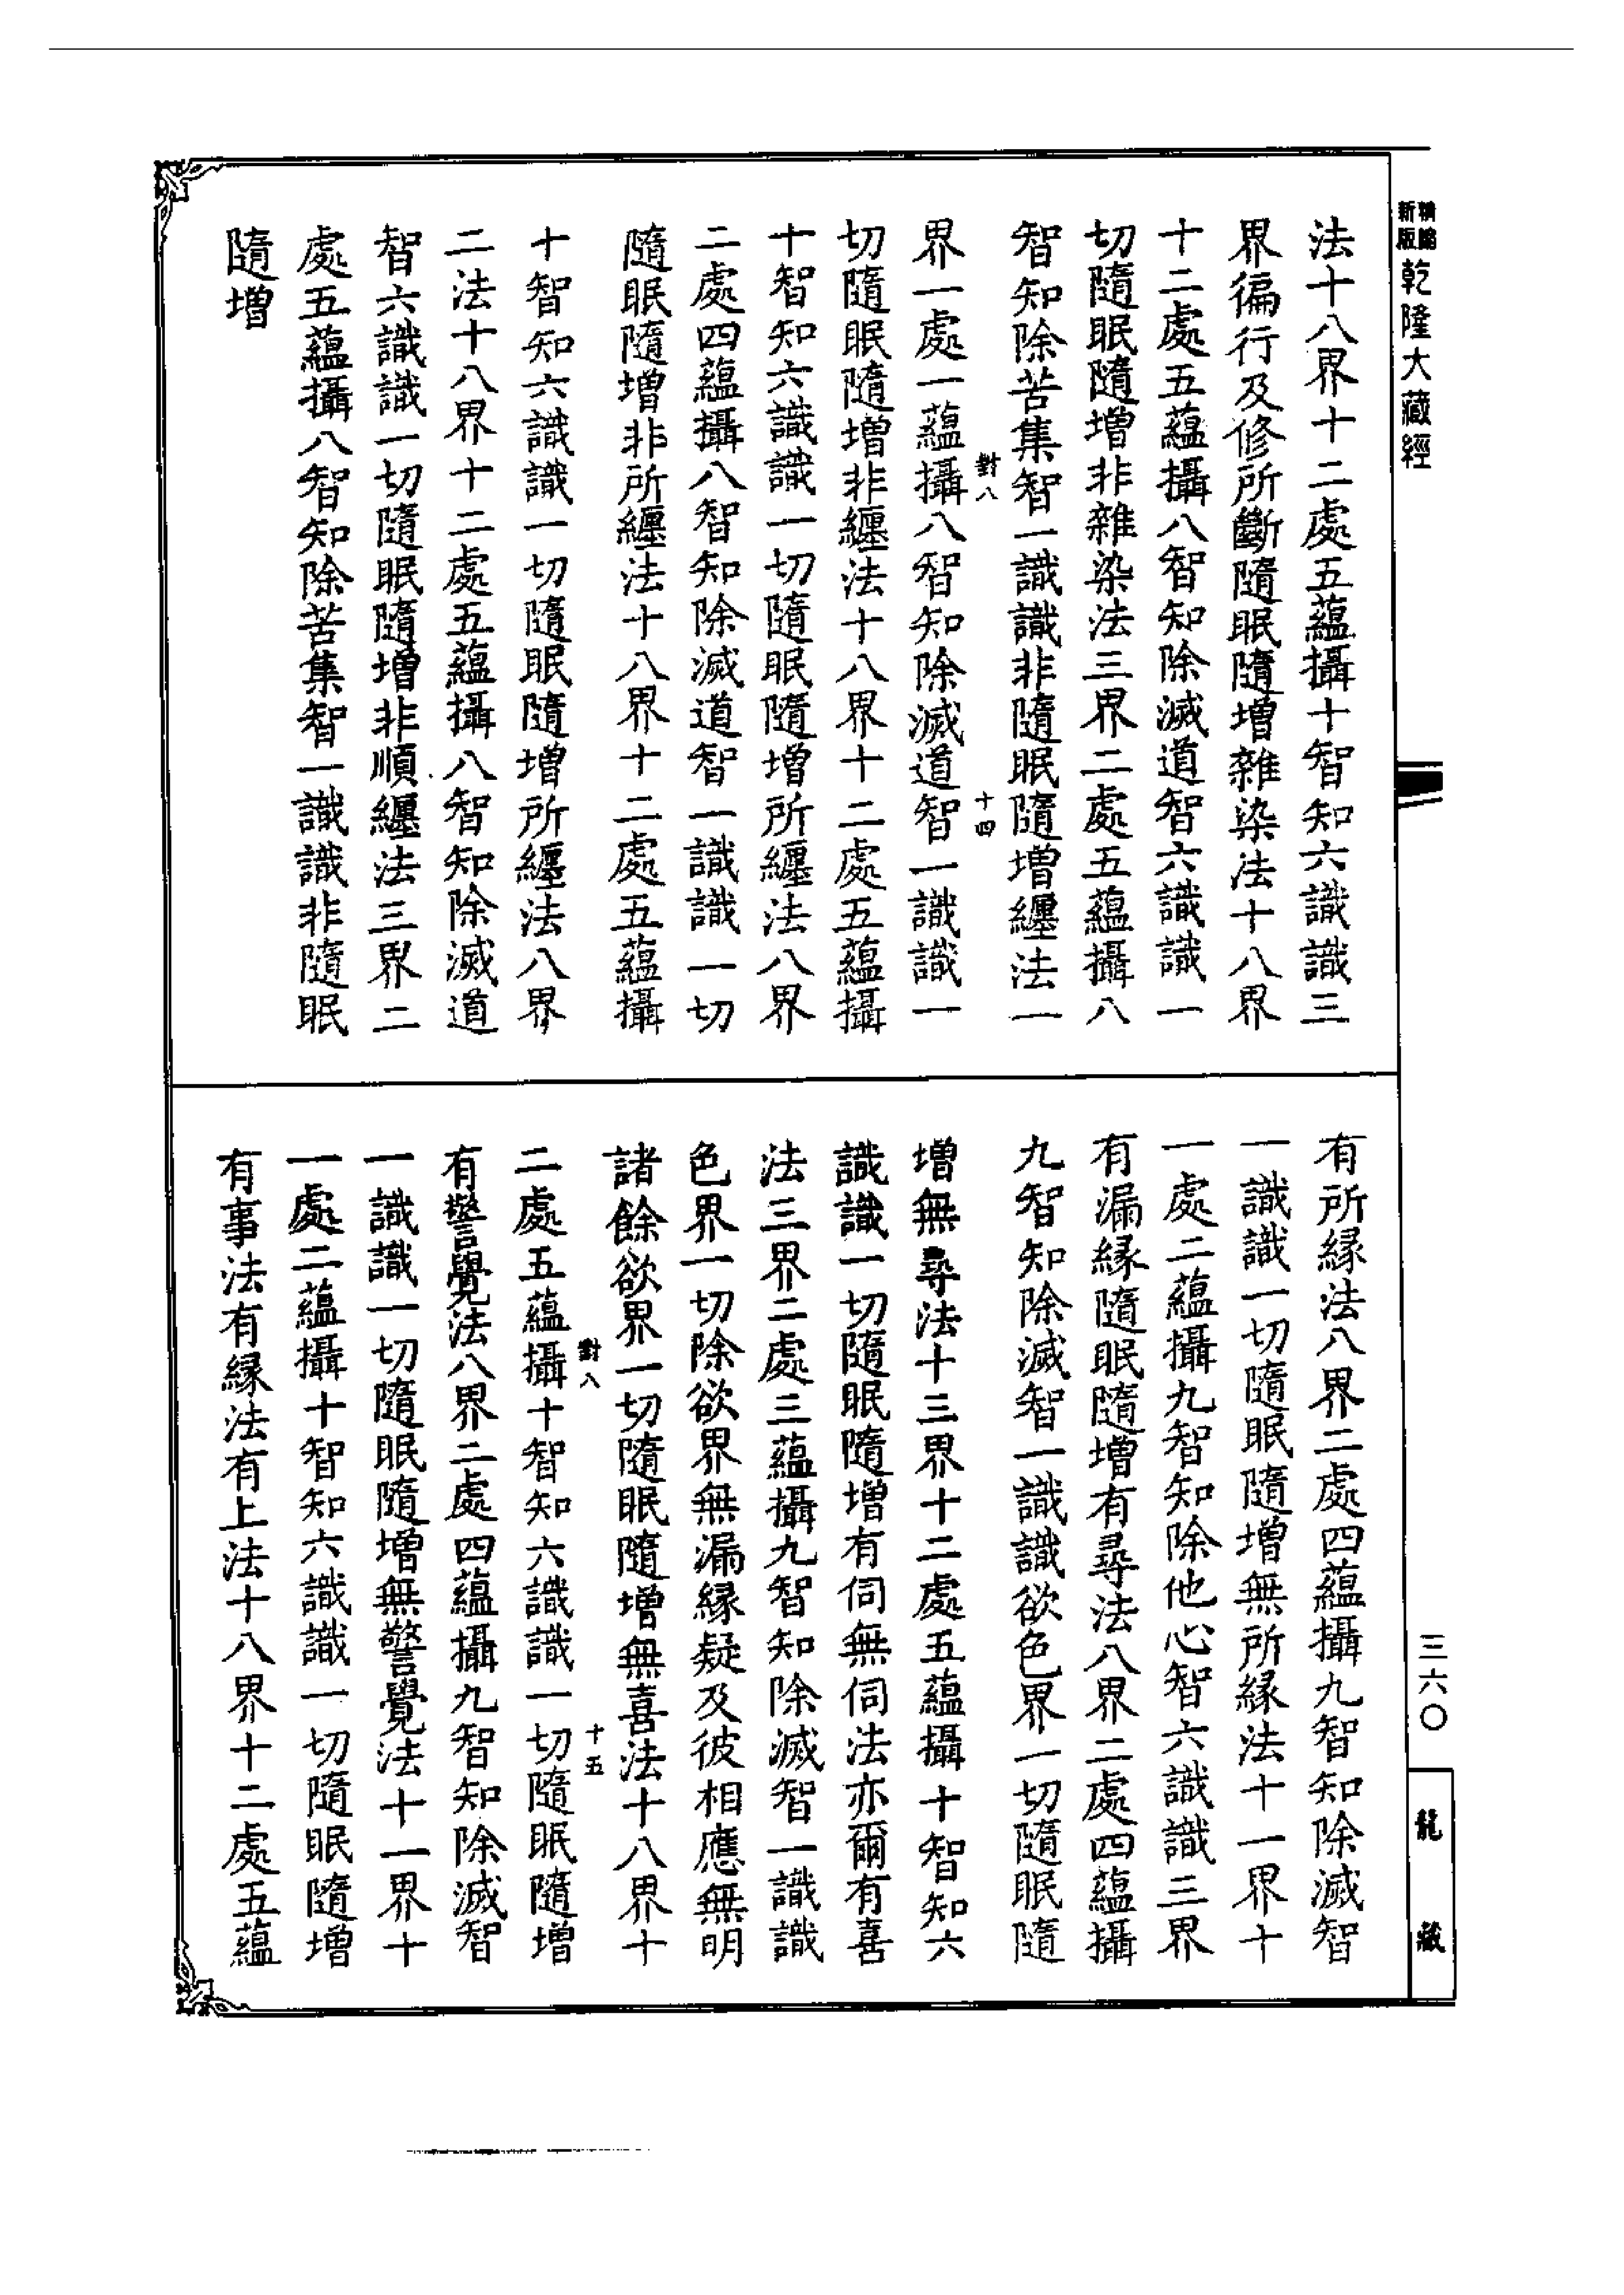 精縮
新版
乾隆大藏經
法十八界十二處五蘊攝十智知六識識三
界徧行及修所斷隨眠隨增雜染法十八界
十二處五蘊攝八智知除滅道智六識識一
切隨眠隨增非雜染法三界二處五蘊攝八
智知除苦集智一識識非隨眠隨增纏法一
界一處一蘊攝八智知除滅道智一識識一
切隨眠隨增非纏法十八界十二處五蘊攝
十智知六識識一切隨眠隨增所纏法八界
二處四蘊攝八智知除滅道智一識識一切
隨眠隨增非所纏法十八界十二處五蘊攝
十智知六識識一切隨眠隨增所纏法八界
二法十八界十二處五蘊攝八智知除滅道
智六識識一切隨眠隨增非順纏法三界二
處五蘊攝八智知除苦集智一識識非隨眠
隨增
對八
十四
有所緣法八界二處四蘊攝九智知除滅智
一識識一切隨眠隨增無所緣法十一界十
一處二蘊攝九智知除他心智六識識三界
有漏緣隨眠隨增有尋法八界二處四蘊攝
九智知除滅智一識識欲色界一切隨眠隨
增無尋法十三界十二處五蘊攝十智知六
識識一切隨眠隨增有伺無伺法亦爾有喜
法三界二處三蘊攝九智知除滅智一識識
色界一切除欲界無漏緣疑及彼相應無明
諸餘欲界一切隨眠隨增無喜法十八界十
二處五蘊攝十智知六識識一切隨眠隨增
有警覺法八界二處四蘊攝九智知除滅智
一識識一切隨眠隨增無警覺法十一界十
一處二蘊攝十智知六識識一切隨眠隨增
有事法有緣法有上法十八界十二處五蘊
對八
十五
三六〇
龍藏